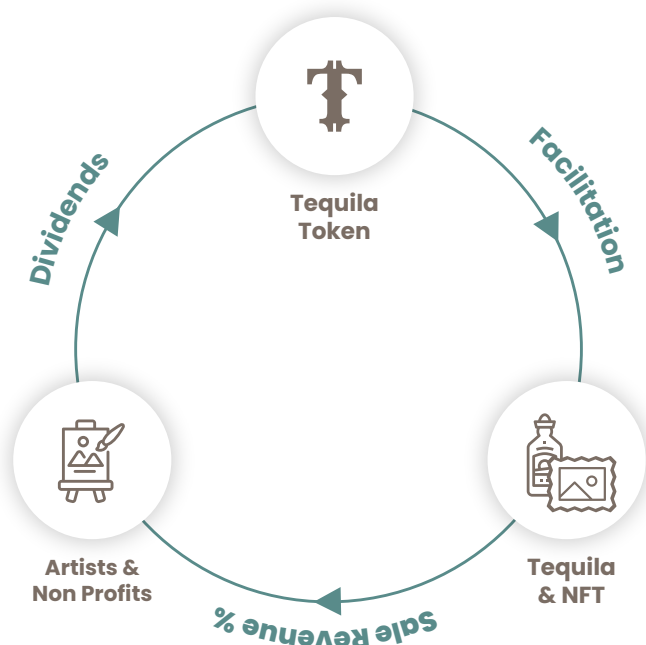 T
Tequila
Token
Dividends
Facilitation
Artists &
Non Profits
Tequila
& NFT
Sale Revenue %